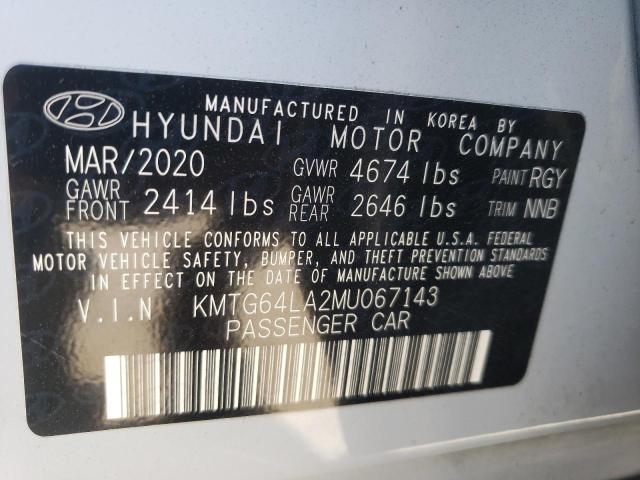 MANUFACTURED IN KOREA BY
HYUNDAI MOTOR COMPANY
MAR/2020 GVWR 4674 lbs PAINT RGY
GAWR FRONT 2414 lbs GAWR REAR 2646 lbs TRIM NNB
THIS VEHICLE CONFORMS TO ALL APPLICABLE U.S.A. FEDERAL
MOTOR VEHICLE SAFETY, BUMPER, AND THEFT PREVENTION STANDARDS
IN EFFECT ON THE DATE OF MANUFACTURE SHOWN ABOVE
V.I.N KMTG64LA2MU067143
PASSENGER CAR